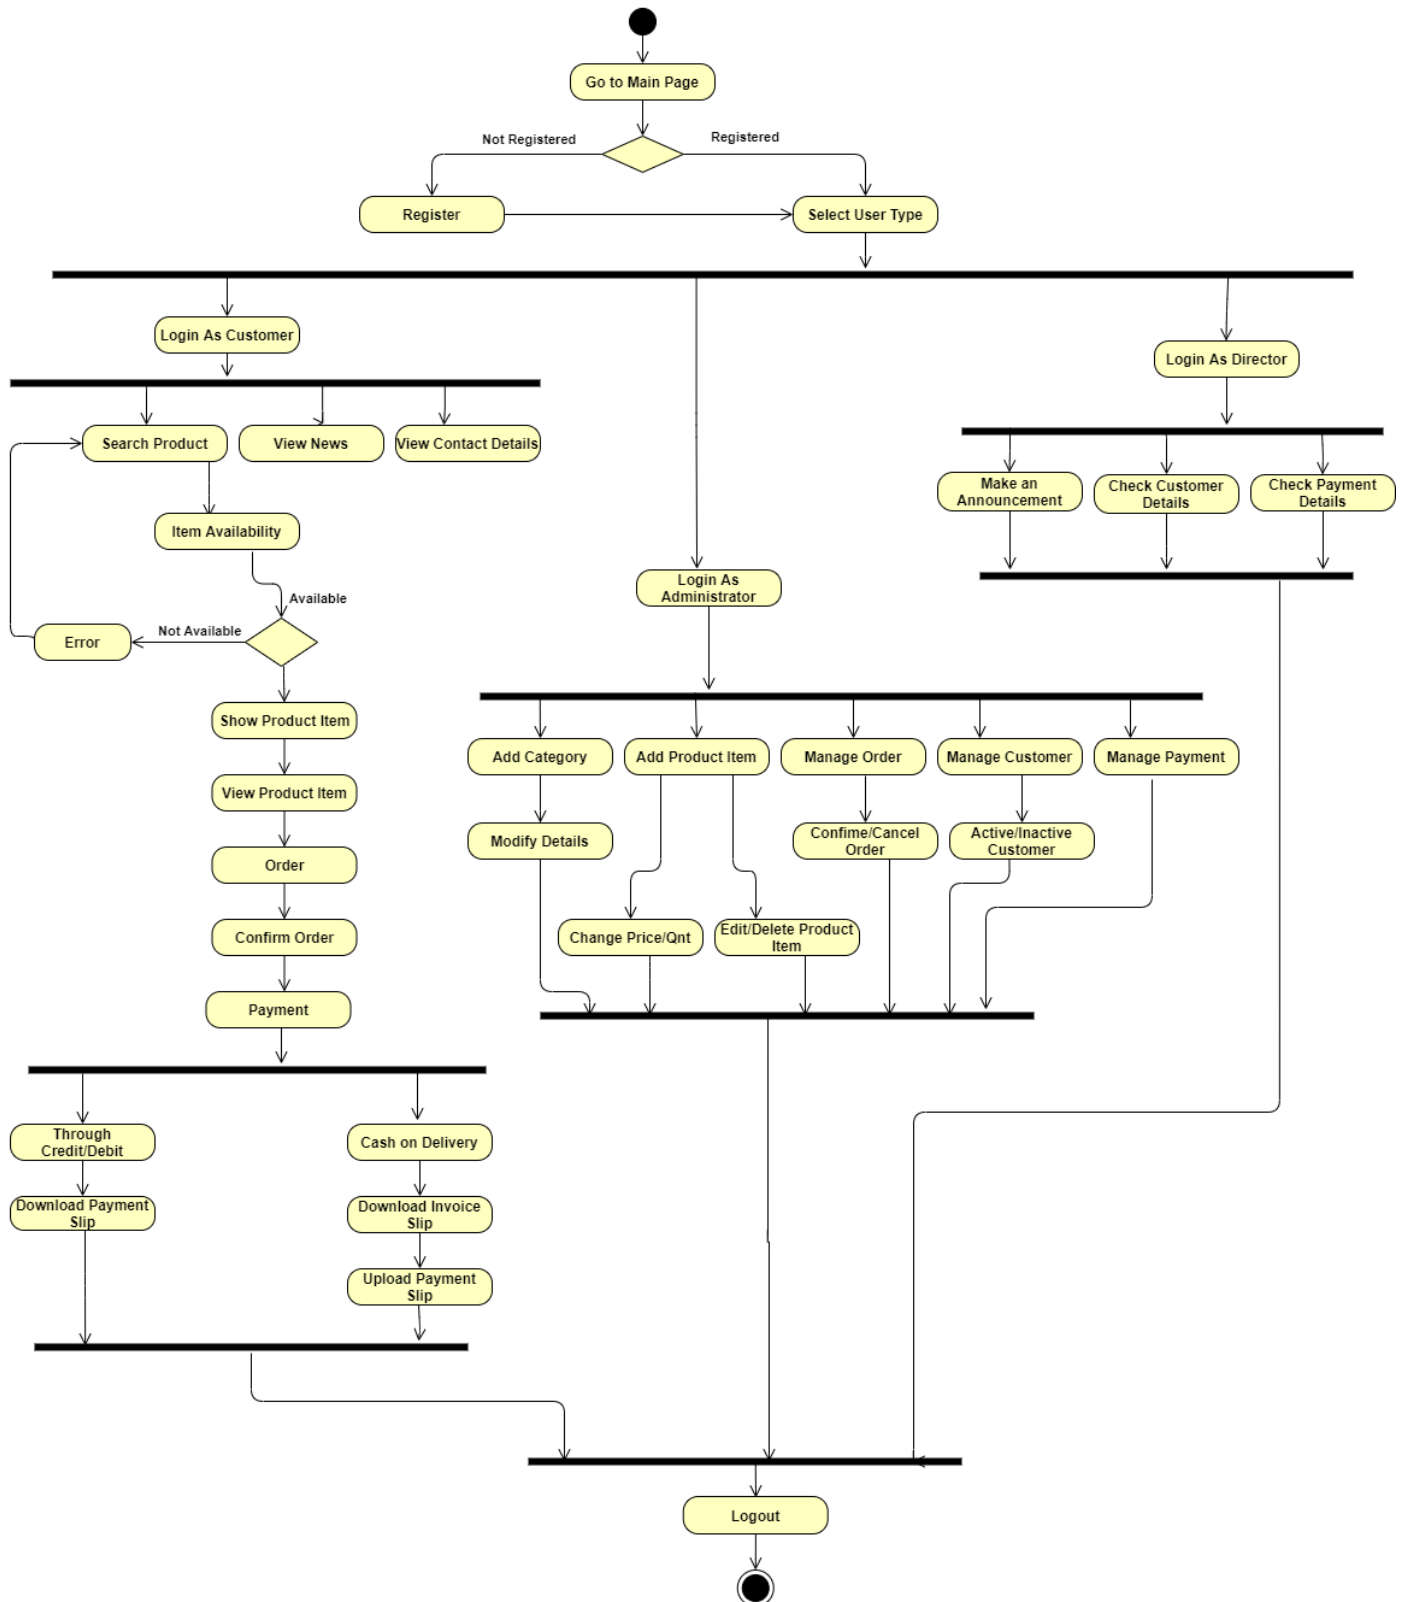 Go to Main Page
Not Registered
Registered
Register
Select User Type
Login As Customer
Login As Director
Search Product
View News
View Contact Details
Make an
Announcement
Check Customer
Details
Check Payment
Details
Item Availability
Login As
Administrator
Available
Not Available
Error
Show Product Item
View Product Item
Order
Confirm Order
Payment
Add Category
Add Product Item
Manage Order
Manage Customer
Manage Payment
Modify Details
Confime/Cancel
Order
Active/Inactive
Customer
Change Price/Qnt
Edit/Delete Product
Item
Through
Credit/Debit
Cash on Delivery
Download Payment
Slip
Download Invoice
Slip
Upload Payment
Slip
Logout